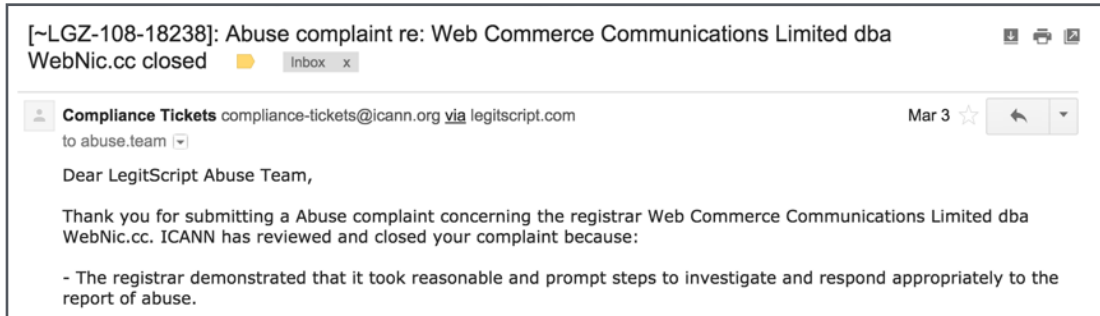 [~LGZ-108-18238]: Abuse complaint re: Web Commerce Communications Limited dba
WebNic.cc closed Inbox x
Compliance Tickets compliance-tickets@icann.org via legitscript.com Mar 3
to abuse.team
Dear LegitScript Abuse Team,
Thank you for submitting a Abuse complaint concerning the registrar Web Commerce Communications Limited dba
WebNic.cc. ICANN has reviewed and closed your complaint because:
- The registrar demonstrated that it took reasonable and prompt steps to investigate and respond appropriately to the
report of abuse.